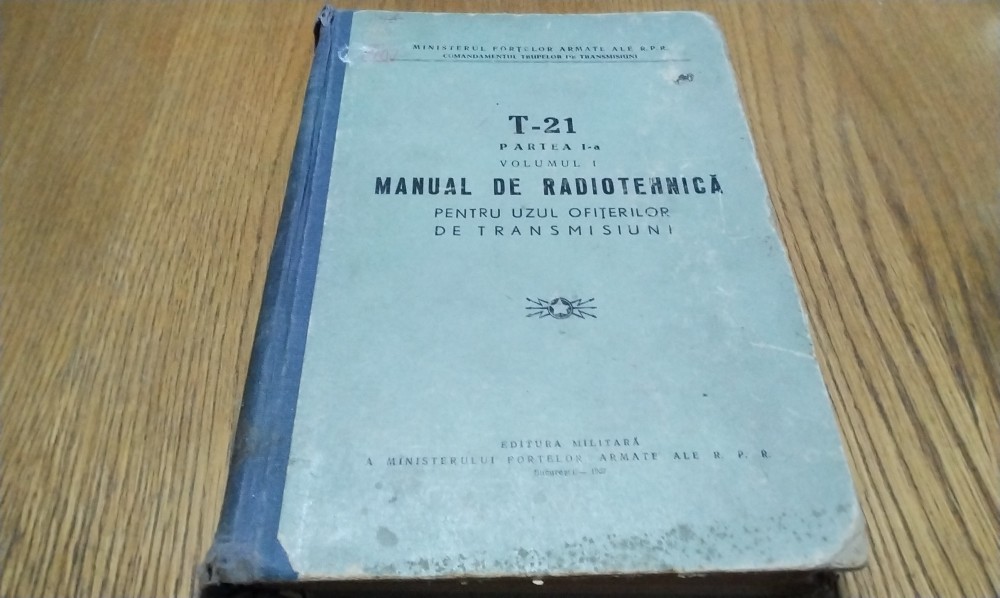 MINISTERUL FORȚELOR ARMATE ALE R.P.R.
COMANDAMENTUL TRUPELOR DE TRANSMISIUNI
T-21
PARTEA I-a
VOLUMUL I
MANUAL DE RADIOTEHNICĂ
PENTRU UZUL OFIȚERILOR
DE TRANSMISIUNI
EDITURA MILITARĂ
A MINISTERULUI FORȚELOR ARMATE ALE R. P. R.
București —